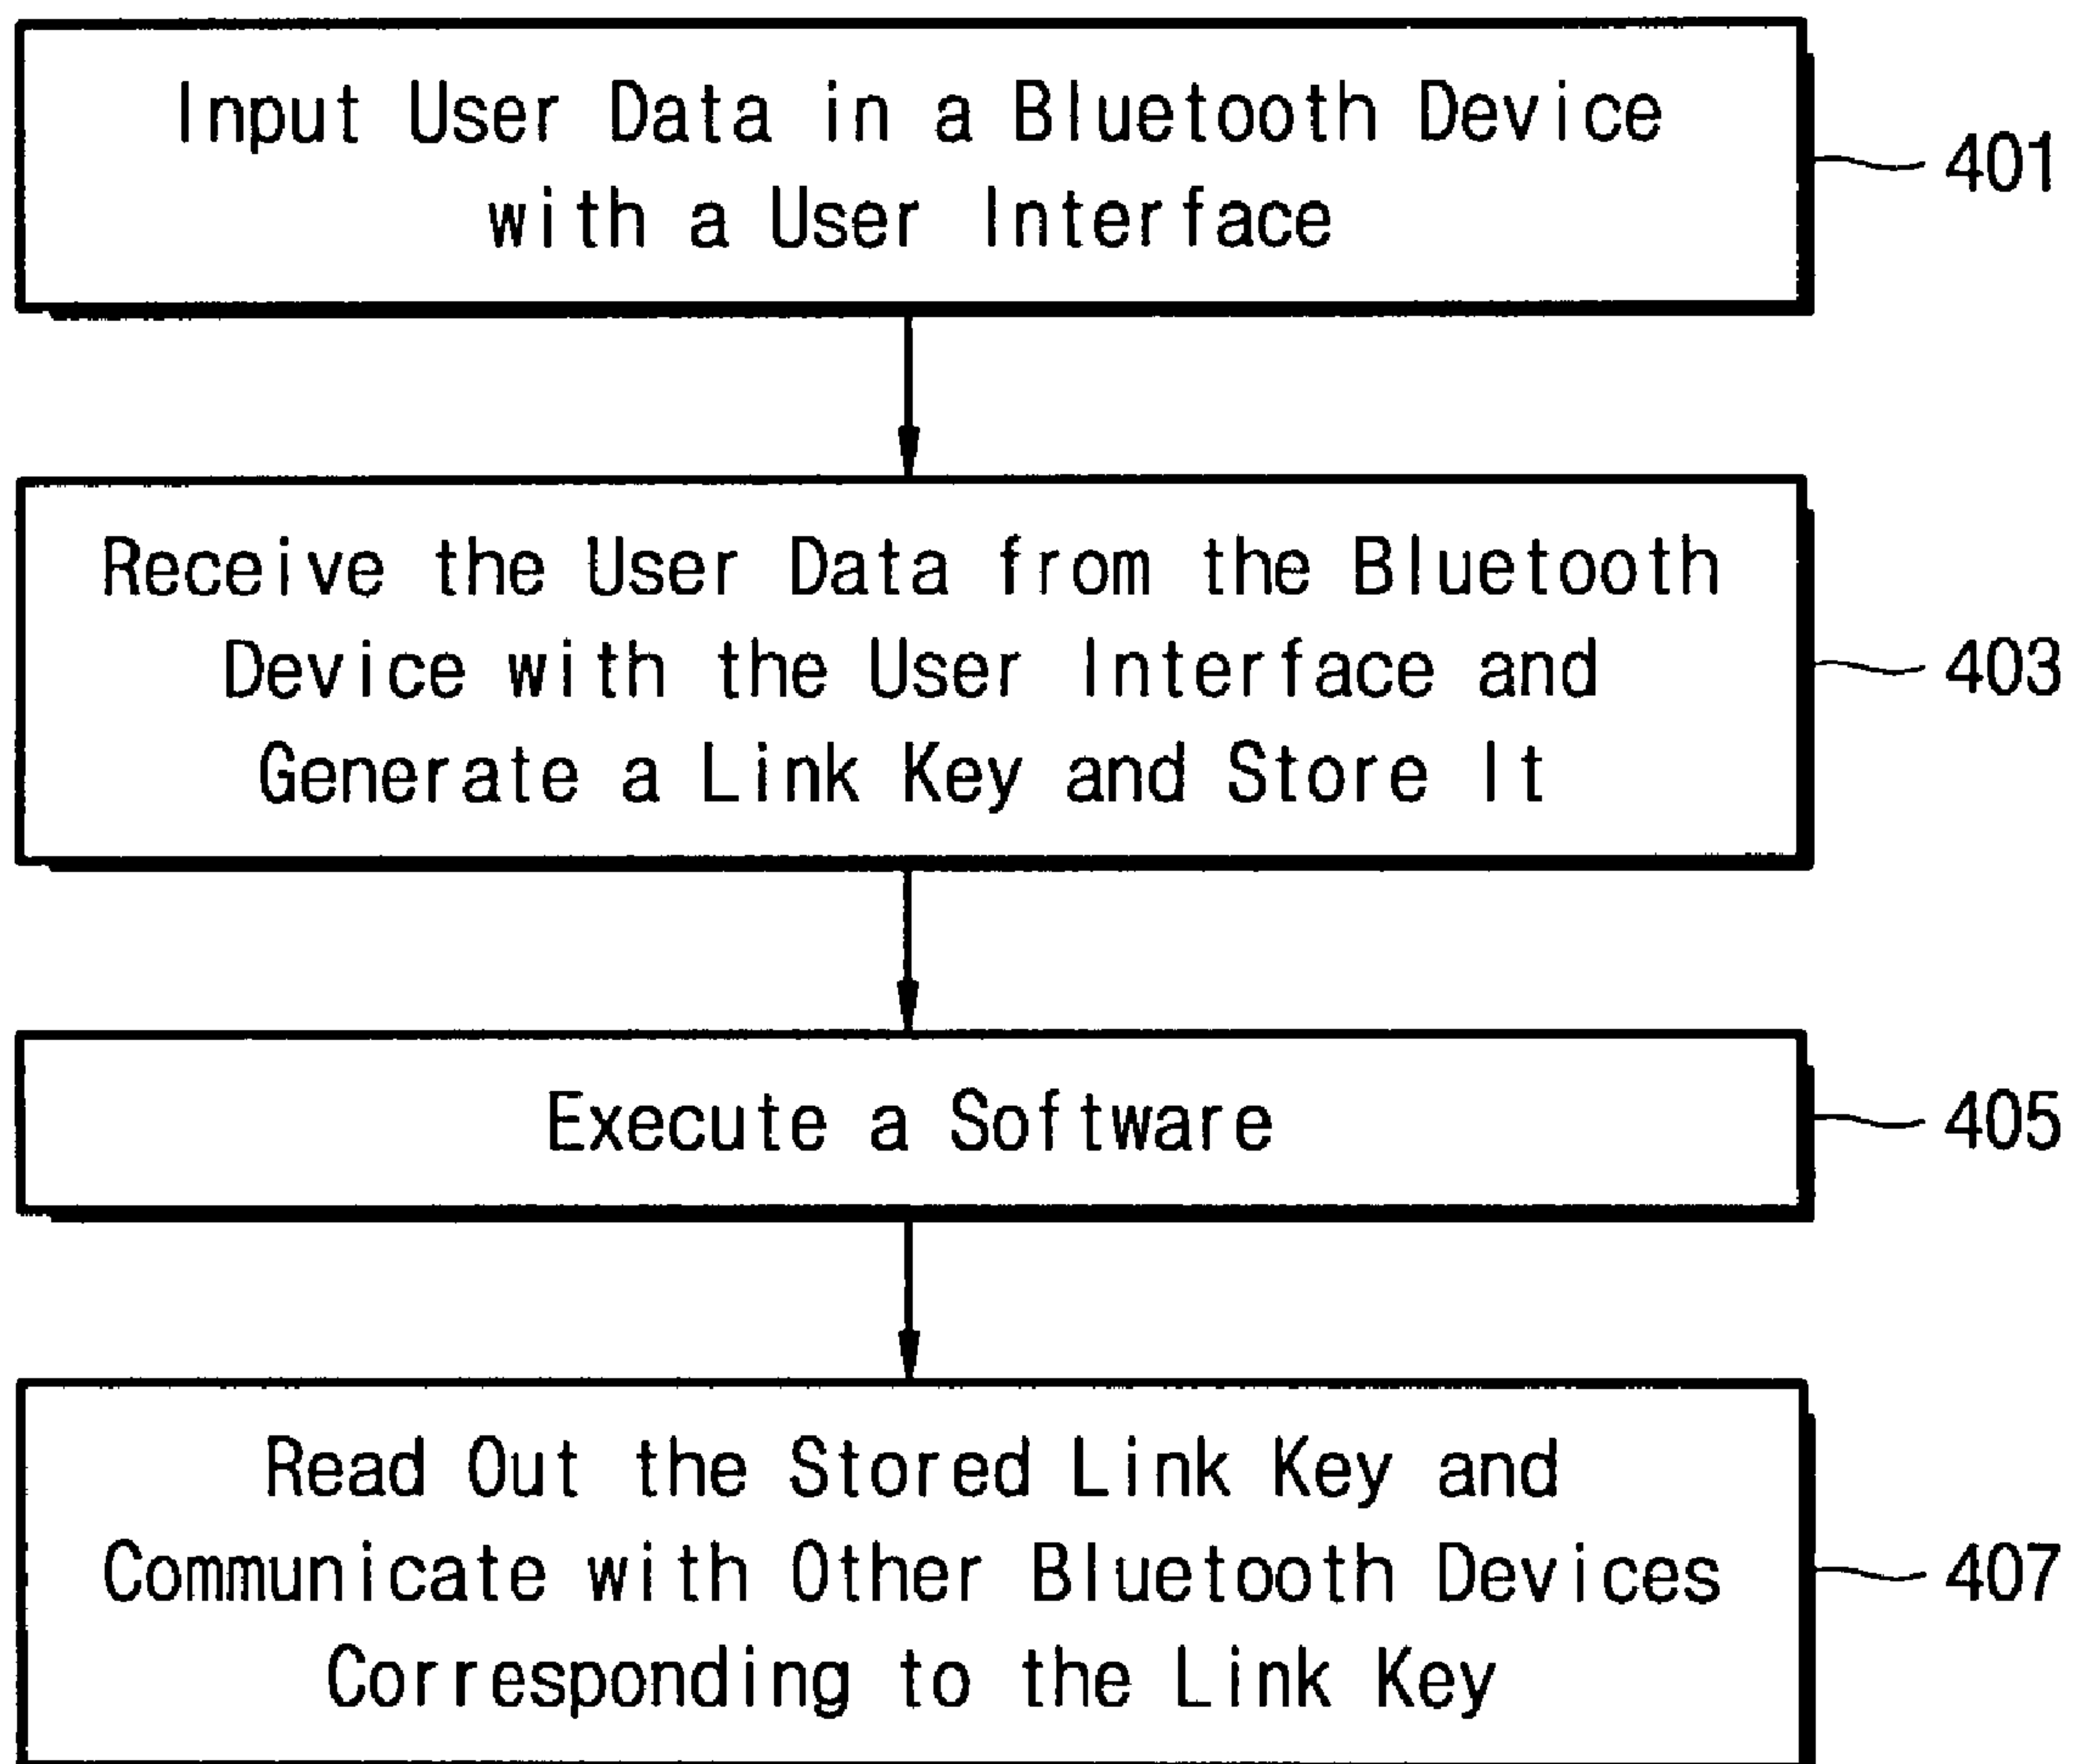 Input User Data in a Bluetooth Device
with a User Interface
401
Receive the User Data from the Bluetooth
Device with the User Interface and
Generate a Link Key and Store It
403
Execute a Software
405
Read Out the Stored Link Key and
Communicate with Other Bluetooth Devices
Corresponding to the Link Key
407